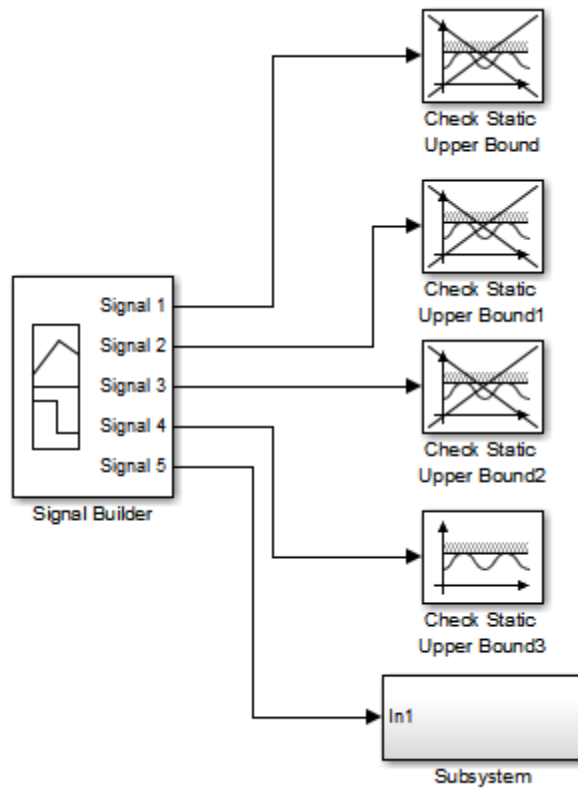 Check Static
Upper Bound
Check Static
Upper Bound1
Signal 1
Signal 2
Signal 3
Signal 4
Signal 5
Signal Builder
Check Static
Upper Bound2
Check Static
Upper Bound3
In1
Subsystem